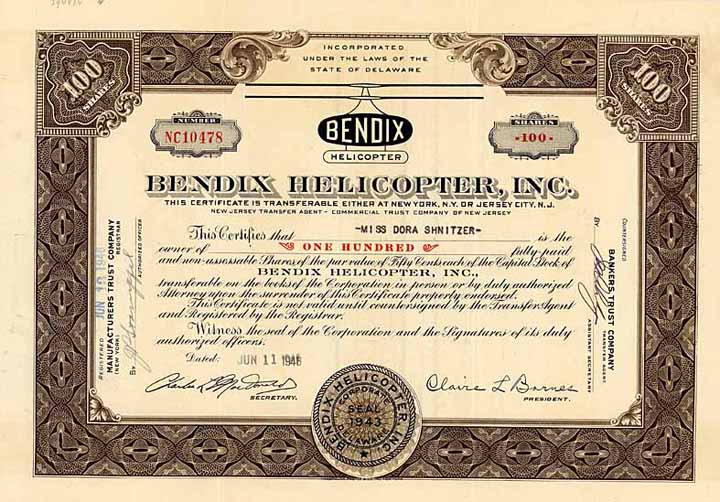 100
SHARES
INCORPORATED
UNDER THE LAWS OF THE
STATE OF DELAWARE
100
SHARES
NUMBER
NC10478
BENDIX
HELICOPTER
SHARES
-100-
BENDIX HELICOPTER, INC.
THIS CERTIFICATE IS TRANSFERABLE EITHER AT NEW YORK, N.Y. OR JERSEY CITY, N.J.
NEW JERSEY TRANSFER AGENT - COMMERCIAL TRUST COMPANY OF NEW JERSEY
This Certifies that -MISS DORA SHNITZER- is the
owner of ONE HUNDRED fully-paid
and non-assessable Shares of the par value of Fifty Cents each of the Capital Stock of
BENDIX HELICOPTER, INC.,
transferable on the books of the Corporation in person or by duly authorized
Attorney upon the surrender of this Certificate properly endorsed.
This Certificate is not valid until countersigned by the Transfer Agent
and Registered by the Registrar.
Witness the seal of the Corporation and the Signatures of its duly
authorized officers.
Dated: JUN 11 1946
SECRETARY.
Claire L Barnes
PRESIDENT.
BENDIX HELICOPTER, INC.
CORPORATE
SEAL
1943
DELAWARE
REGISTERED JUN 1946
MANUFACTURERS TRUST COMPANY
(NEW YORK) REGISTRAR
BY
AUTHORIZED OFFICER
COUNTERSIGNED
BANKERS TRUST COMPANY
TRANSFER AGENT
BY
ASSISTANT SECRETARY